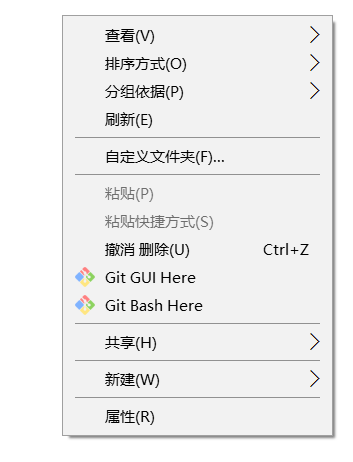 查看(V)
排序方式(O)
分组依据(P)
刷新(E)
自定义文件夹(F)...
粘贴(P)
粘贴快捷方式(S)
撤消 删除(U) Ctrl+Z
Git GUI Here
Git Bash Here
共享(H)
新建(W)
属性(R)